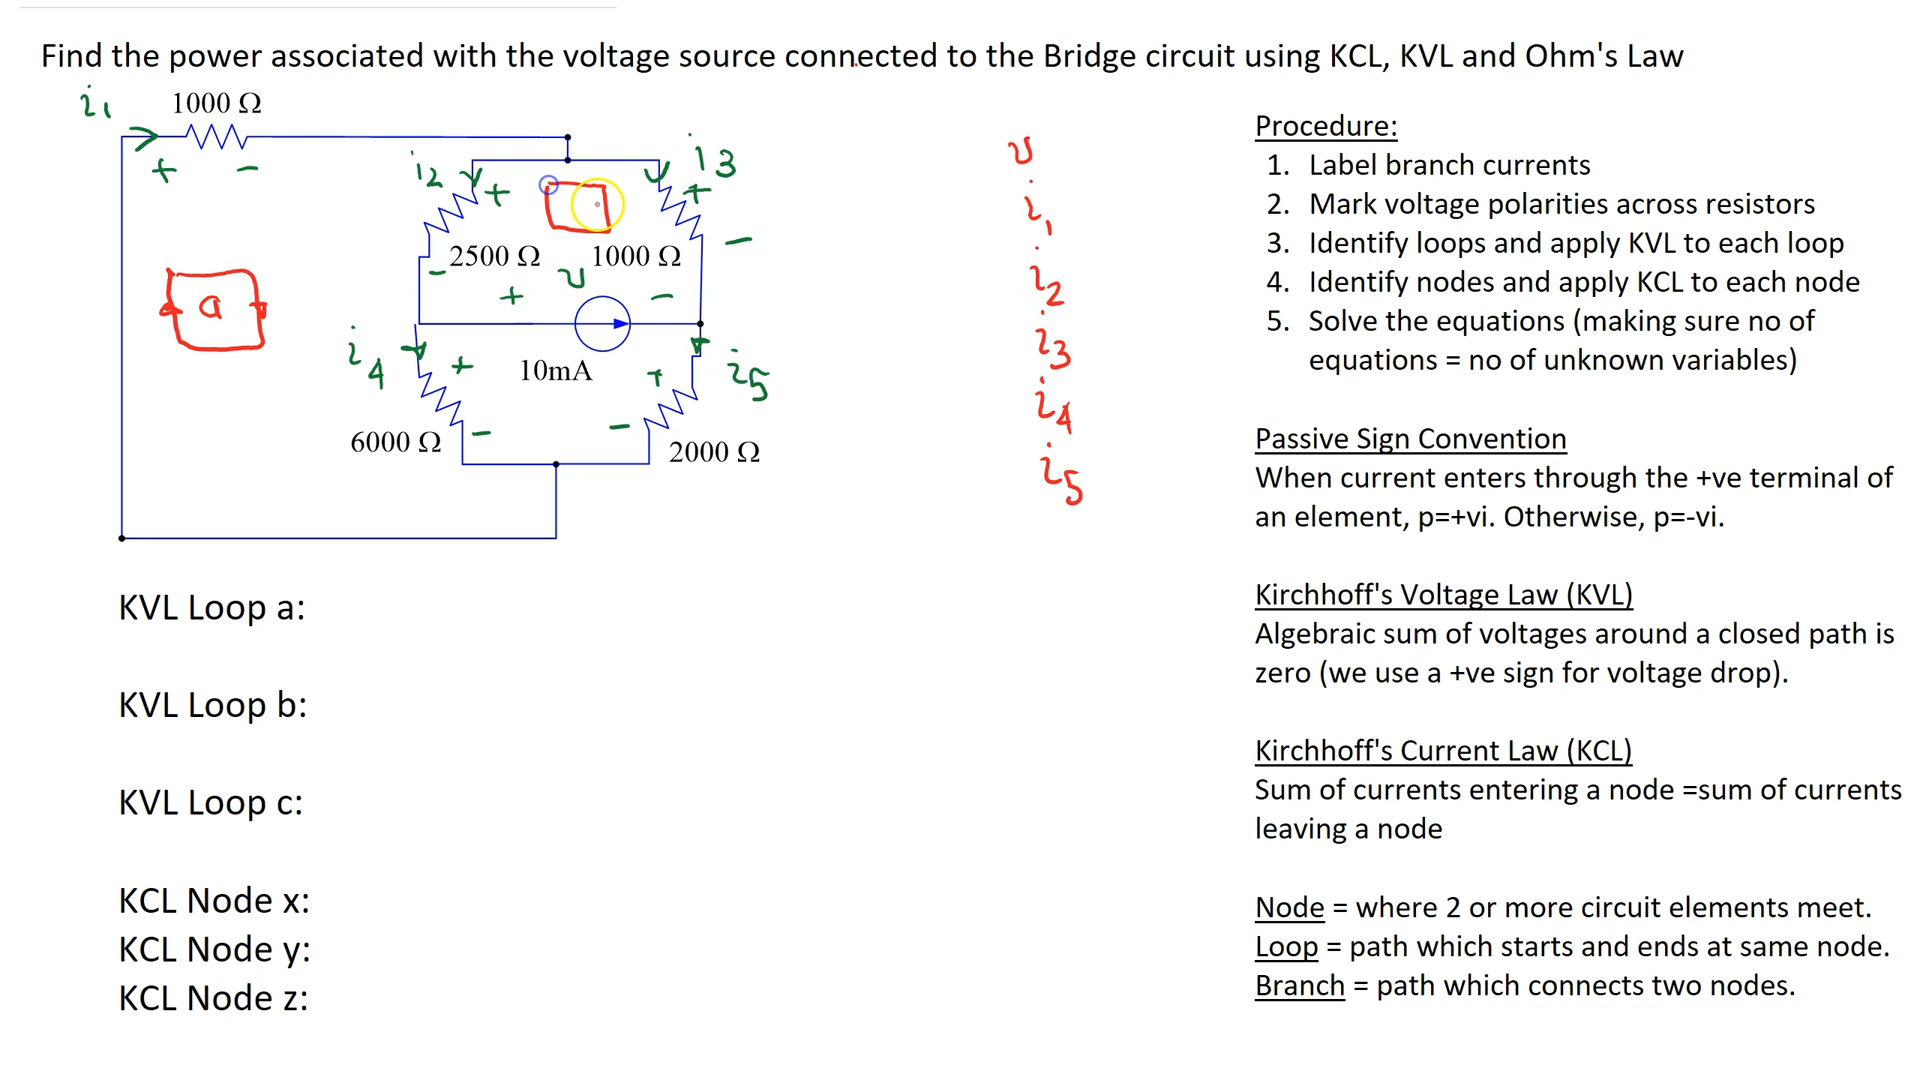 Find the power associated with the voltage source connected to the Bridge circuit using KCL, KVL and Ohm's Law
i1
1000 Ω
+ -
i2
+
i3
+
-
2500 Ω
1000 Ω
-
v
+ -
10mA
i4
+
-
i5
+
-
6000 Ω
2000 Ω
a
v
i1
i2
i3
i4
i5
KVL Loop a:
KVL Loop b:
KVL Loop c:
KCL Node x:
KCL Node y:
KCL Node z:
Procedure:
1. Label branch currents
2. Mark voltage polarities across resistors
3. Identify loops and apply KVL to each loop
4. Identify nodes and apply KCL to each node
5. Solve the equations (making sure no of
equations = no of unknown variables)
Passive Sign Convention
When current enters through the +ve terminal of
an element, p=+vi. Otherwise, p=-vi.
Kirchhoff's Voltage Law (KVL)
Algebraic sum of voltages around a closed path is
zero (we use a +ve sign for voltage drop).
Kirchhoff's Current Law (KCL)
Sum of currents entering a node =sum of currents
leaving a node
Node = where 2 or more circuit elements meet.
Loop = path which starts and ends at same node.
Branch = path which connects two nodes.